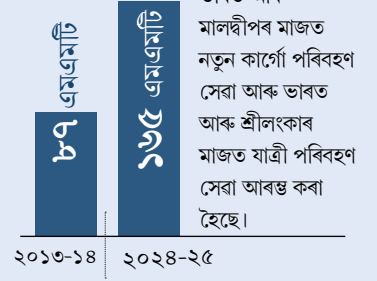 ৮৭ এমএমটি
১৬৫ এমএমটি
মালদ্বীপৰ মাজত
নতুন কাৰ্গো পৰিবহণ
সেৱা আৰু ভাৰত
আৰু শ্ৰীলংকাৰ
মাজত যাত্ৰী পৰিবহণ
সেৱা আৰম্ভ কৰা
হৈছে।
২০১৩-১৪
২০২৪-২৫